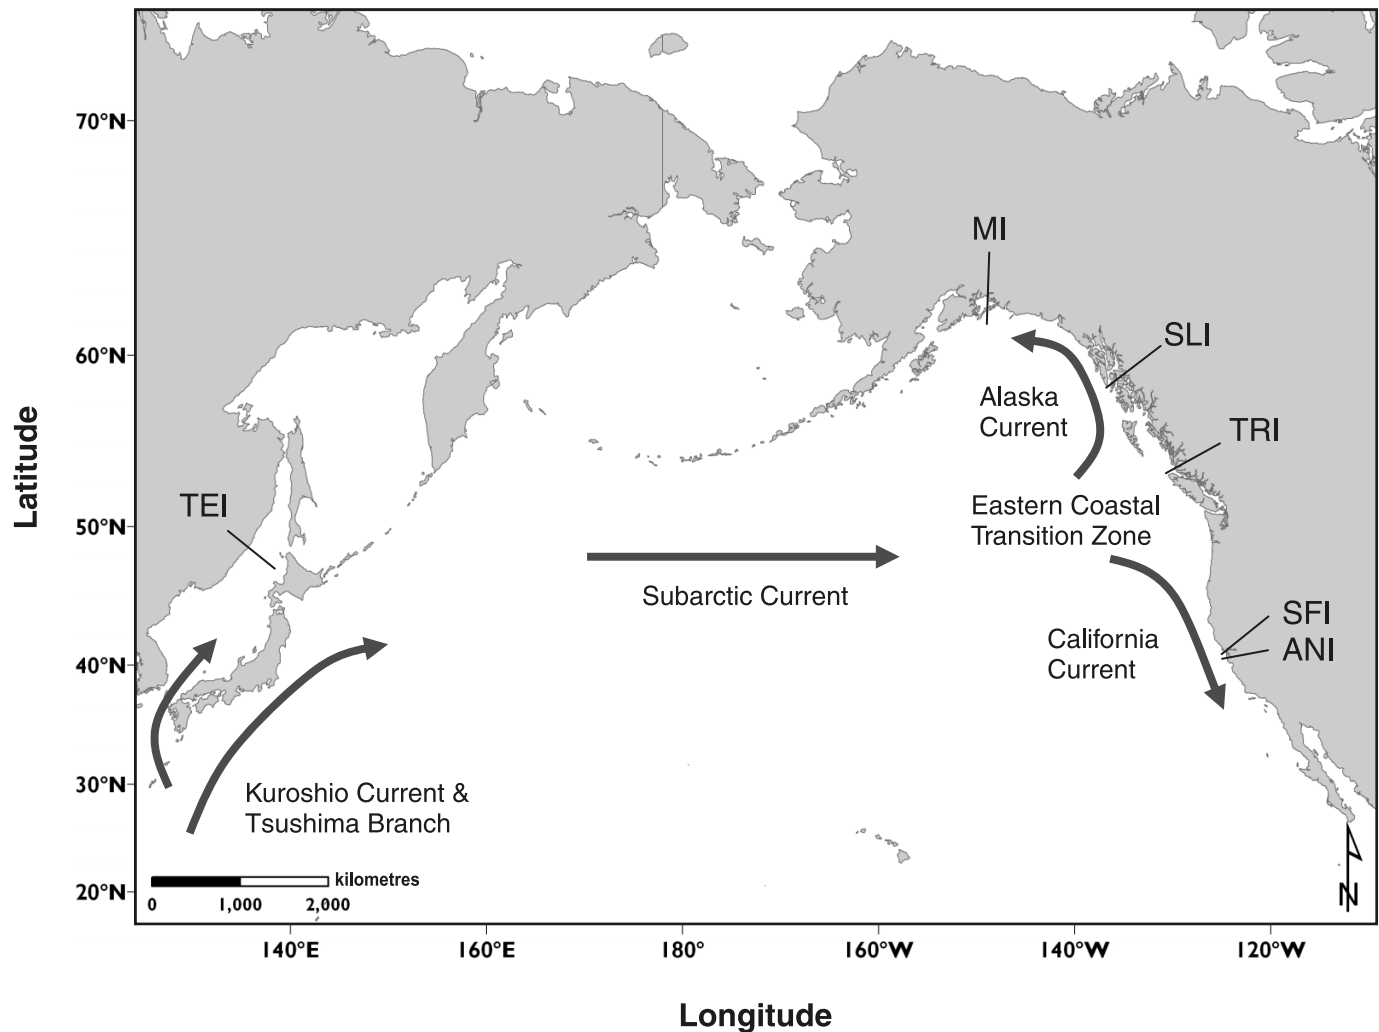 70°N
60°N
50°N
40°N
30°N
20°N
Latitude
MI
SLI
Alaska
Current
TRI
TEI
Eastern Coastal
Transition Zone
Subarctic Current
SFI
ANI
California
Current
Kuroshio Current &
Tsushima Branch
kilometres
0 1,000 2,000
N
140°E 160°E 180° 160°W 140°W 120°W
Longitude